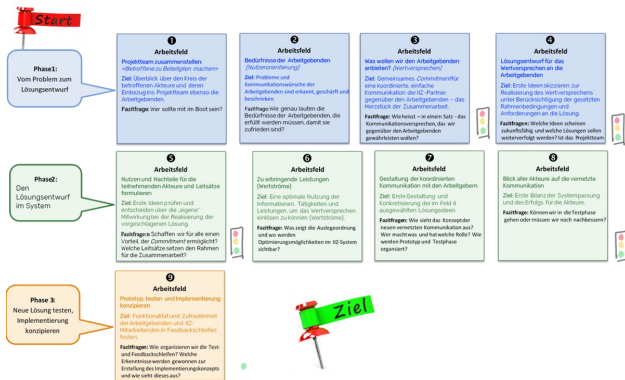 Start
Phase1:
Vom Problem zum
Lösungsentwurf
❶
Arbeitsfeld
Projektteam zusammenstellen
«Betroffene zu Beteiligten machen»
Ziel: Überblick über den Kreis der
betroffenen Akteure und deren
Einbezug ins Projektteam ebenso die
Arbeitgebenden.
Fazitfrage: Wer sollte mit im Boot sein?
❷
Arbeitsfeld
Bedürfnisse der Arbeitgebenden
(Nutzenorientierung)
Ziel: Probleme und
Kommunikationswünsche der
Arbeitgebenden sind erkannt, geschäft und
beschrieben
Fazitfrage: Wie genau lauten die
Bedürfnisse der Arbeitgebenden, die
erfüllt werden müssen, damit sie
zufrieden sind?
❸
Arbeitsfeld
Was wollen wir den Arbeitgebenden
anbieten? (Wertversprechen)
Ziel: Gemeinsames Commitment für
eine koordinierte, einfache
Kommunikation der IIZ-Partner
gegenüber den Arbeitgebenden – das
Herzstück der Zusammenarbeit.
Fazitfrage: Wie heisst – in einem Satz - das
Kommunikationsversprechen, das wir
gegenüber den Arbeitgebenden
gewährleisten wollen?
❹
Arbeitsfeld
Lösungsentwurf für das
Wertversprechen an die
Arbeitgebenden
Ziel: Erste Ideen skizzieren zur
Realisierung des Wertversprechens
unter Berücksichtigung der gesetzten
Rahmenbedingungen und
Anforderungen an die Lösung.
Fazitfrage: Welche Ideen scheinen
zukunftsfähig und welche Lösungen sollen
weiterverfolgt werden? Ist das Projektteam
Phase2:
Den
Lösungsentwurf
im System
❺
Arbeitsfeld
Nutzen und Nachteile für die
teilnehmenden Akteure und Leitsätze
formulieren
Ziel: Erste Ideen prüfen und
entscheiden über die „eigene“
Mitwirkung bei der Realisierung der
vorgeschlagenen Lösung.
Fazitfragen: Schaffen wir für alle einen
Vorteil, der Commitment ermöglicht?
Welche Leitsätze setzen den Rahmen
für die Zusammenarbeit?
❻
Arbeitsfeld
Zu erbringende Leistungen
(Wertströme)
Ziel: Eine optimale Nutzung der
Informationen, Tätigkeiten und
Leistungen, um das Wertversprechen
einlösen zu können (Wertströme).
Fazitfrage: Was zeigt die Auslegeordnung
und wo werden
Optimierungsmöglichkeiten im IIZ-System
sichtbar?
❼
Arbeitsfeld
Gestaltung der koordinierten
Kommunikation mit den Arbeitgebern
Ziel: Erste Gestaltung und
Konkretisierung der im Feld 4
ausgewählten Lösungsideen.
Fazitfrage: Wie sieht das Konzept der
neuen vernetzten Kommunikation aus?
Wer macht was und hat welche Rolle? Wie
werden Prototyp und Testphase
organisiert?
❽
Arbeitsfeld
Blick aller Akteure auf die vernetzte
Kommunikation
Ziel: Erste Bilanz der Systempassung
und des Erfolgs für die Akteure.
Fazitfrage: Können wir in die Testphase
gehen oder müssen wir noch nachbessern?
Phase 3:
Neue Lösung testen,
Implementierung
konzipieren
❾
Arbeitsfeld
Prototyp, testen und Implementierung
konzipieren
Ziel: Funktionalität und Zufriedenheit
der Arbeitgebenden und IIZ-
Mitarbeitenden in Feedbackschleifen
testen.
Fazitfragen: Wie organisieren wir die Test-
und Feedbackschleifen? Welche
Erkenntnisse werden gewonnen zur
Erstellung des Implementierungskonzepts
und wie sieht dieses aus?
Ziel